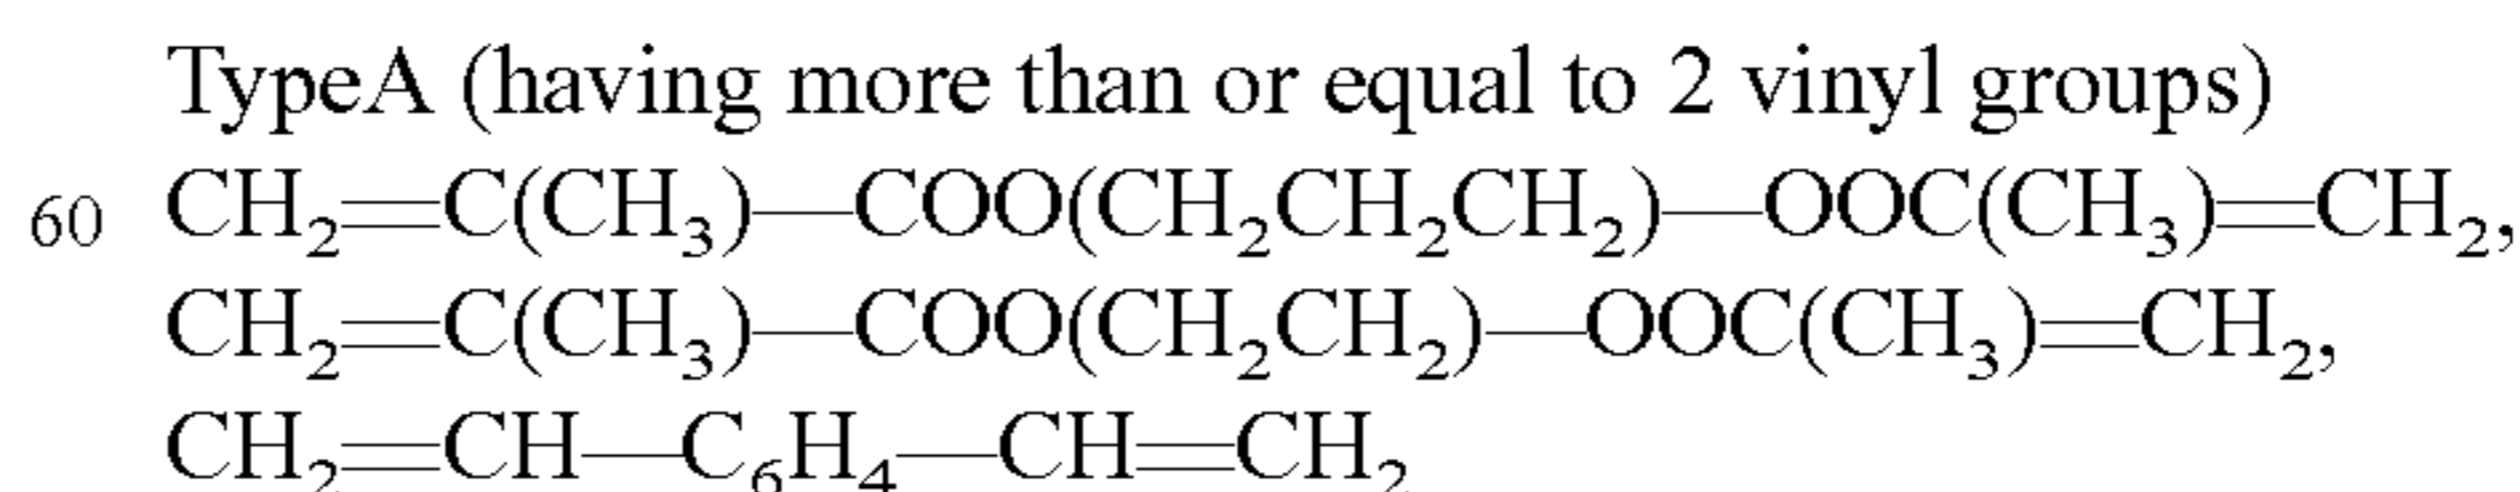 TypeA (having more than or equal to 2 vinyl groups)
60 CH₂=C(CH₃)—COO(CH₂CH₂CH₂)—OOC(CH₃)=CH₂,
CH₂=C(CH₃)—COO(CH₂CH₂)—OOC(CH₃)=CH₂,
CH₂=CH—C₆H₄—CH=CH₂